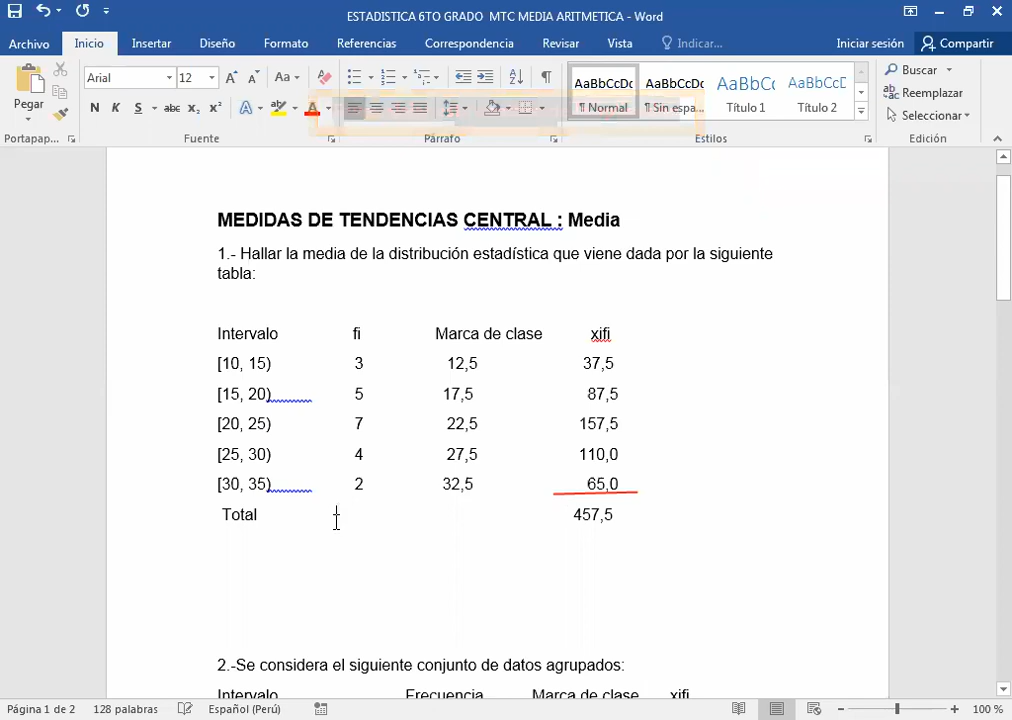 ESTADISTICA 6TO GRADO MTC MEDIA ARITMETICA - Word
Archivo Inicio Insertar Diseño Formato Referencias Correspondencia Revisar Vista Indicar... Iniciar sesión Compartir
Pegar
Arial 12 Aa
AaBbCcDc AaBbCcDc AaBbCc AaBbCcD
Buscar
Reemplazar
Seleccionar
N K S abc x₂ x² A ab A
¶ Normal ¶ Sin espa... Título 1 Título 2
Portapap... Fuente Párrafo Estilos Edición
MEDIDAS DE TENDENCIAS CENTRAL : Media
1.- Hallar la media de la distribución estadística que viene dada por la siguiente
tabla:
Intervalo fi Marca de clase xifi
[10, 15) 3 12,5 37,5
[15, 20) 5 17,5 87,5
[20, 25) 7 22,5 157,5
[25, 30) 4 27,5 110,0
[30, 35) 2 32,5 65,0
Total 457,5
2.-Se considera el siguiente conjunto de datos agrupados:
Intervalo Frecuencia Marca de clase xifi
Página 1 de 2 128 palabras Español (Perú) 100 %